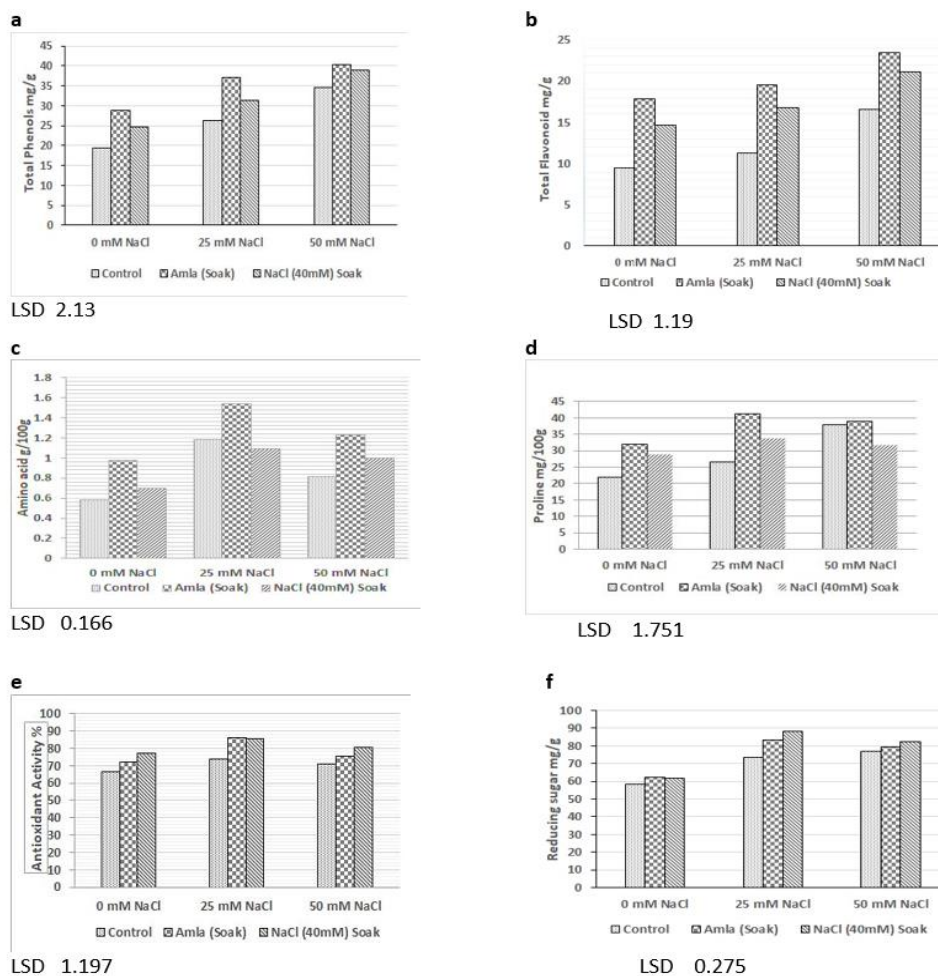 a
45
40
35
30
25
20
15
10
5
0
Total Phenols mg/g
0 mM NaCl 25 mM NaCl 50 mM NaCl
Control Amla (Soak) NaCl (40mM) Soak
LSD 2.13
b
25
20
15
10
5
0
Total Flavonoid mg/g
0 mM NaCl 25 mM NaCl 50 mM NaCl
Control Amla (Soak) NaCl (40mM) Soak
LSD 1.19
c
1.8
1.6
1.4
1.2
1
0.8
0.6
0.4
0.2
0
Amino acid g/100g
0 mM NaCl 25 mM NaCl 50 mM NaCl
Control Amla (Soak) NaCl (40mM) Soak
LSD 0.166
d
45
40
35
30
25
20
15
10
5
0
Proline mg/100g
0 mM NaCl 25 mM NaCl 50 mM NaCl
Control Amla (Soak) NaCl (40mM) Soak
LSD 1.751
e
100
90
80
70
60
50
40
30
20
10
0
Antioxidant Activity %
0 mM NaCl 25 mM NaCl 50 mM NaCl
Control Amla (Soak) NaCl (40mM) Soak
LSD 1.197
f
100
90
80
70
60
50
40
30
20
10
0
Reducing sugar mg/g
0 mM NaCl 25 mM NaCl 50 mM NaCl
Control Amla (Soak) NaCl (40mM) Soak
LSD 0.275